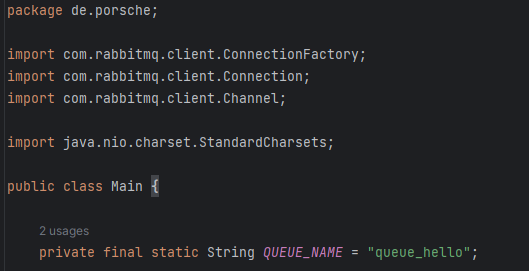 package de.porsche;
import com.rabbitmq.client.ConnectionFactory;
import com.rabbitmq.client.Connection;
import com.rabbitmq.client.Channel;
import java.nio.charset.StandardCharsets;
public class Main {
2 usages
private final static String QUEUE_NAME = "queue_hello";